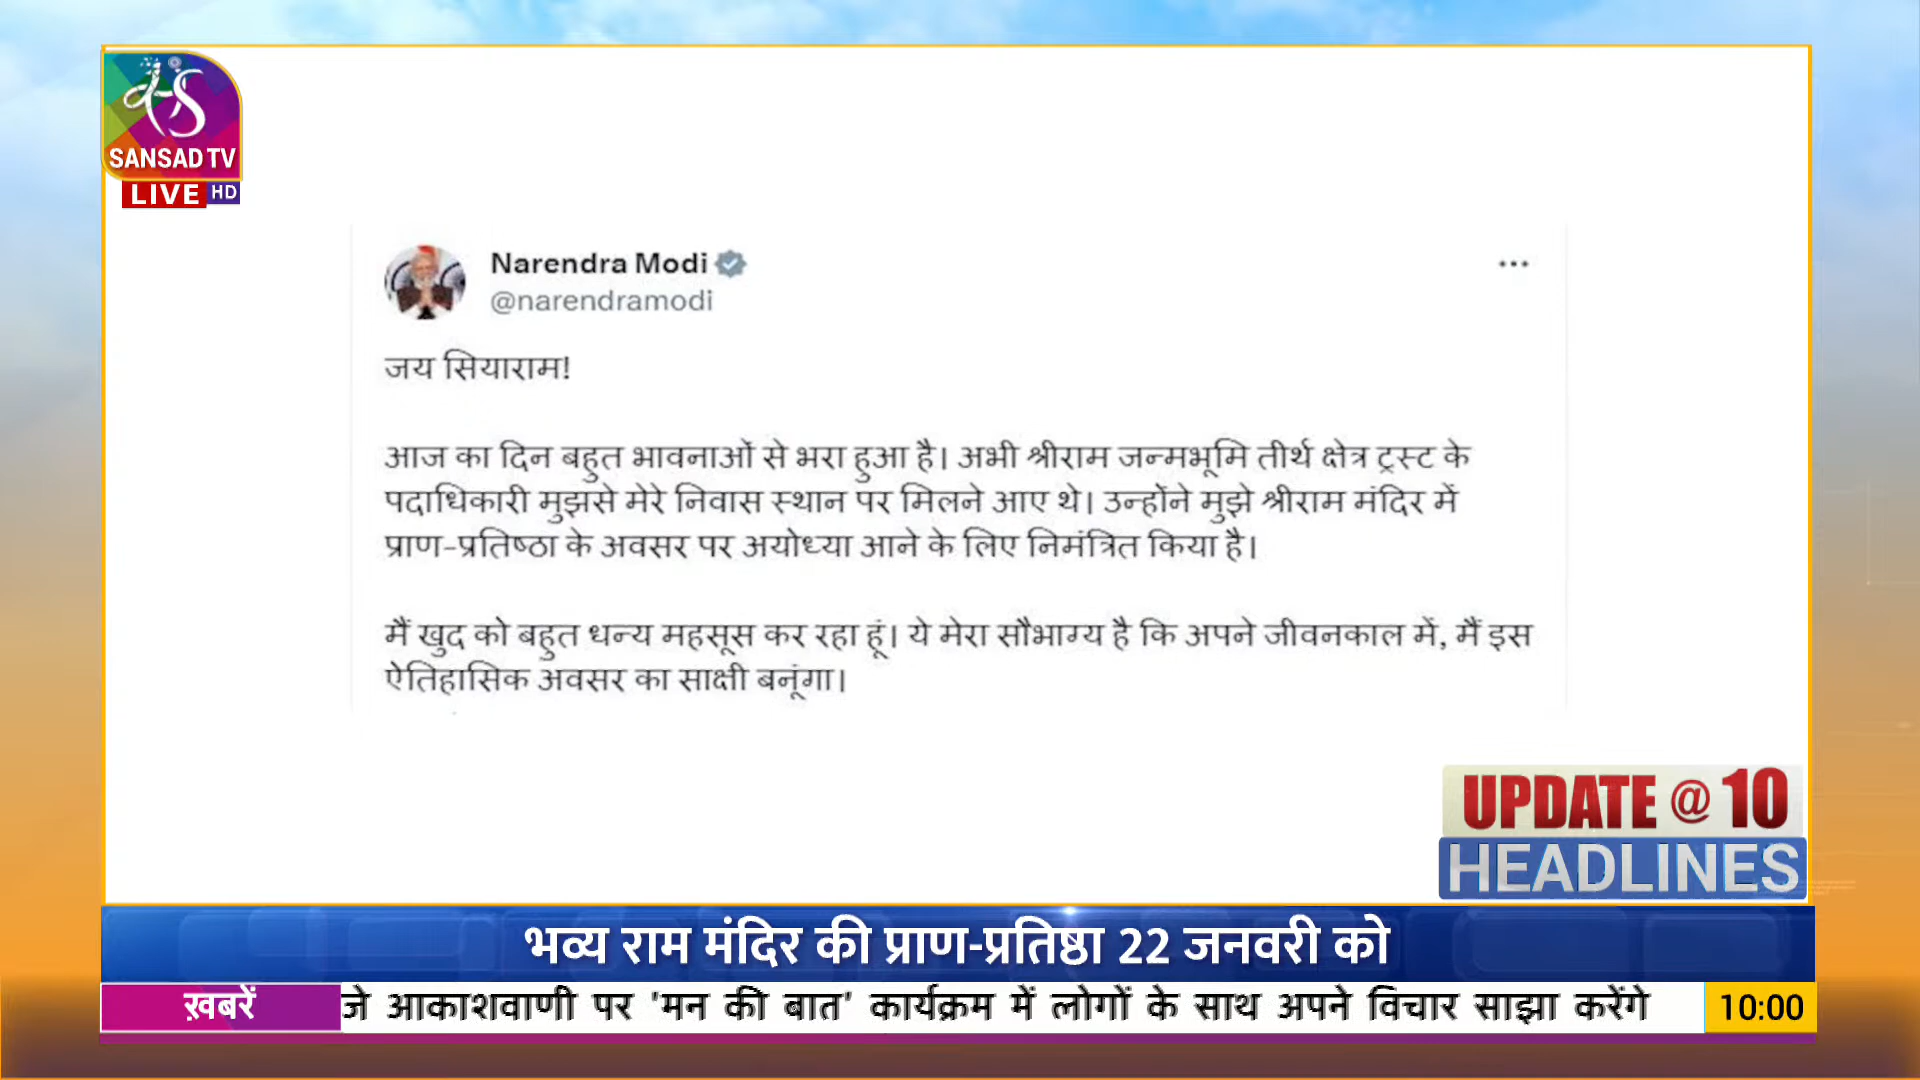 SANSAD TV
LIVE HD
Narendra Modi
@narendramodi
जय सियाराम!
आज का दिन बहुत भावनाओं से भरा हुआ है। अभी श्रीराम जन्मभूमि तीर्थ क्षेत्र ट्रस्ट के
पदाधिकारी मुझसे मेरे निवास स्थान पर मिलने आए थे। उन्होंने मुझे श्रीराम मंदिर में
प्राण-प्रतिष्ठा के अवसर पर अयोध्या आने के लिए निमंत्रित किया है।
मैं खुद को बहुत धन्य महसूस कर रहा हूं। ये मेरा सौभाग्य है कि अपने जीवनकाल में, मैं इस
ऐतिहासिक अवसर का साक्षी बनूंगा।
UPDATE @ 10
HEADLINES
भव्य राम मंदिर की प्राण-प्रतिष्ठा 22 जनवरी को
ख़बरें जे आकाशवाणी पर 'मन की बात' कार्यक्रम में लोगों के साथ अपने विचार साझा करेंगे 10:00